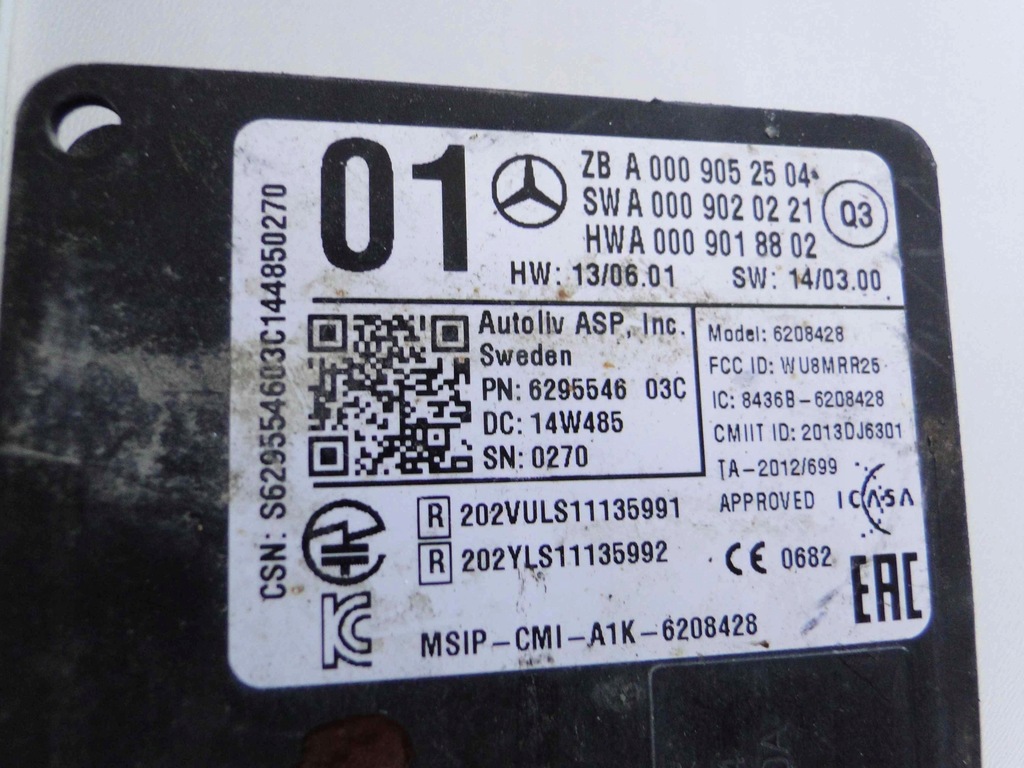 CSN: S629554603C144850270
01
ZB A 000 905 25 04
SW A 000 902 02 21
HW A 000 901 88 02
Q3
HW: 13/06.01 SW: 14/03.00
Autoliv ASP, Inc.
Sweden
PN: 6295546 03C
DC: 14W485
SN: 0270
Model: 6208428
FCC ID: WU8MRR26
IC: 8436B-6208428
CMIIT ID: 2013DJ6301
TA-2012/699
APPROVED ICASA
R 202VULS11135991
R 202YLS11135992
CE 0682
EAC
KC
MSIP-CMI-A1K-6208428